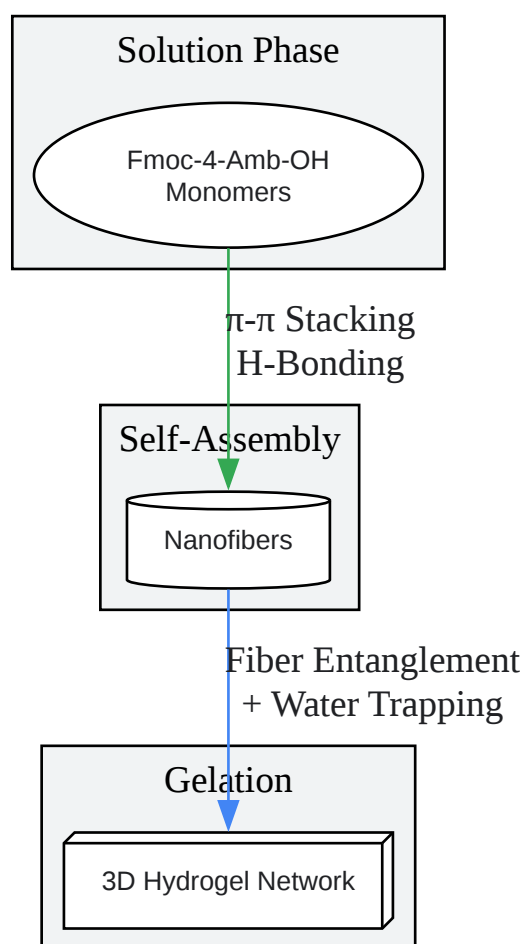 Solution Phase
Fmoc-4-Amb-OH
Monomers
π-π Stacking
H-Bonding
Self-Assembly
Nanofibers
Fiber Entanglement
+ Water Trapping
Gelation
3D Hydrogel Network